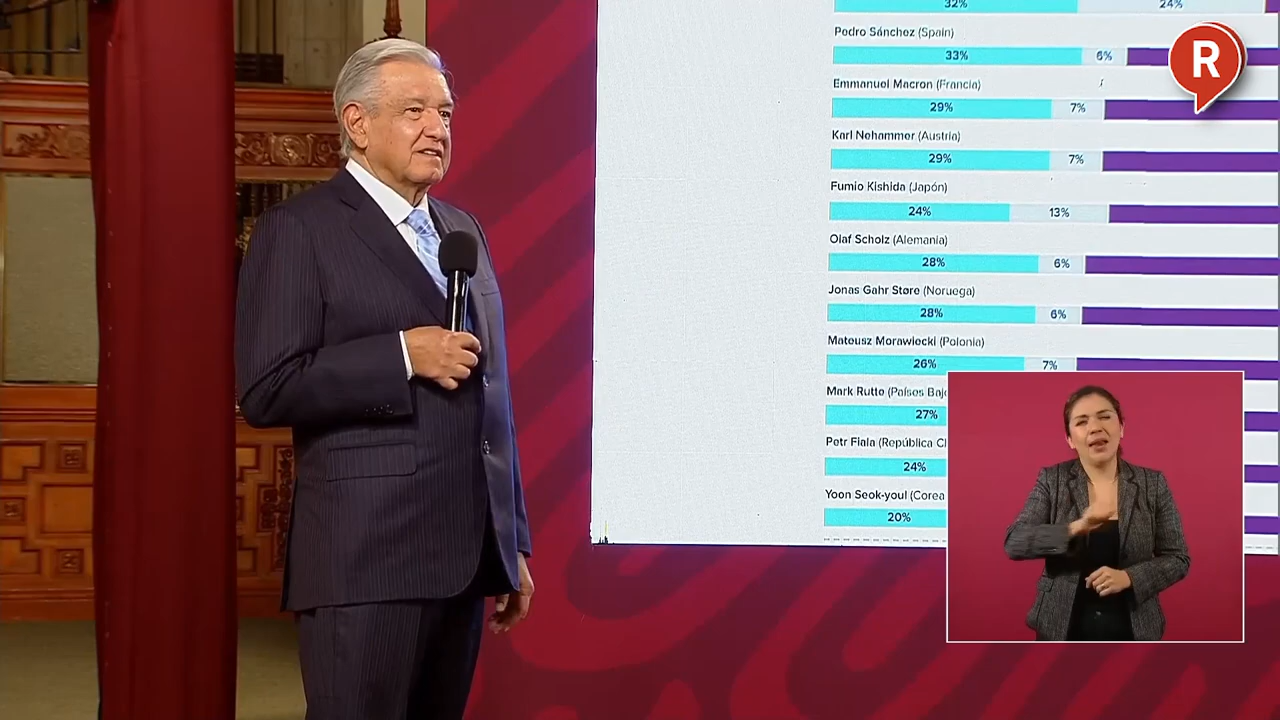 32% 24%
Pedro Sánchez (Spain)
33% 6%
Emmanuel Macron (Francia)
29% 7%
Karl Nehammer (Austria)
29% 7%
Fumio Kishida (Japón)
24% 13%
Olaf Scholz (Alemania)
28% 6%
Jonas Gahr Støre (Noruega)
28% 6%
Mateusz Morawiecki (Polonia)
26% 7%
Mark Rutto (Países Baj
27%
Petr Fiala (República Cl
24%
Yoon Seok-youl (Corea
20%
R